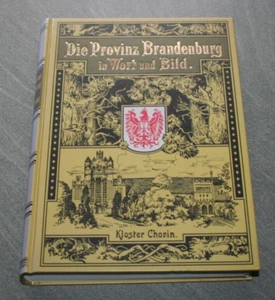 Die Provinz Brandenburg
in Wort und Bild.
Kloster Chorin.